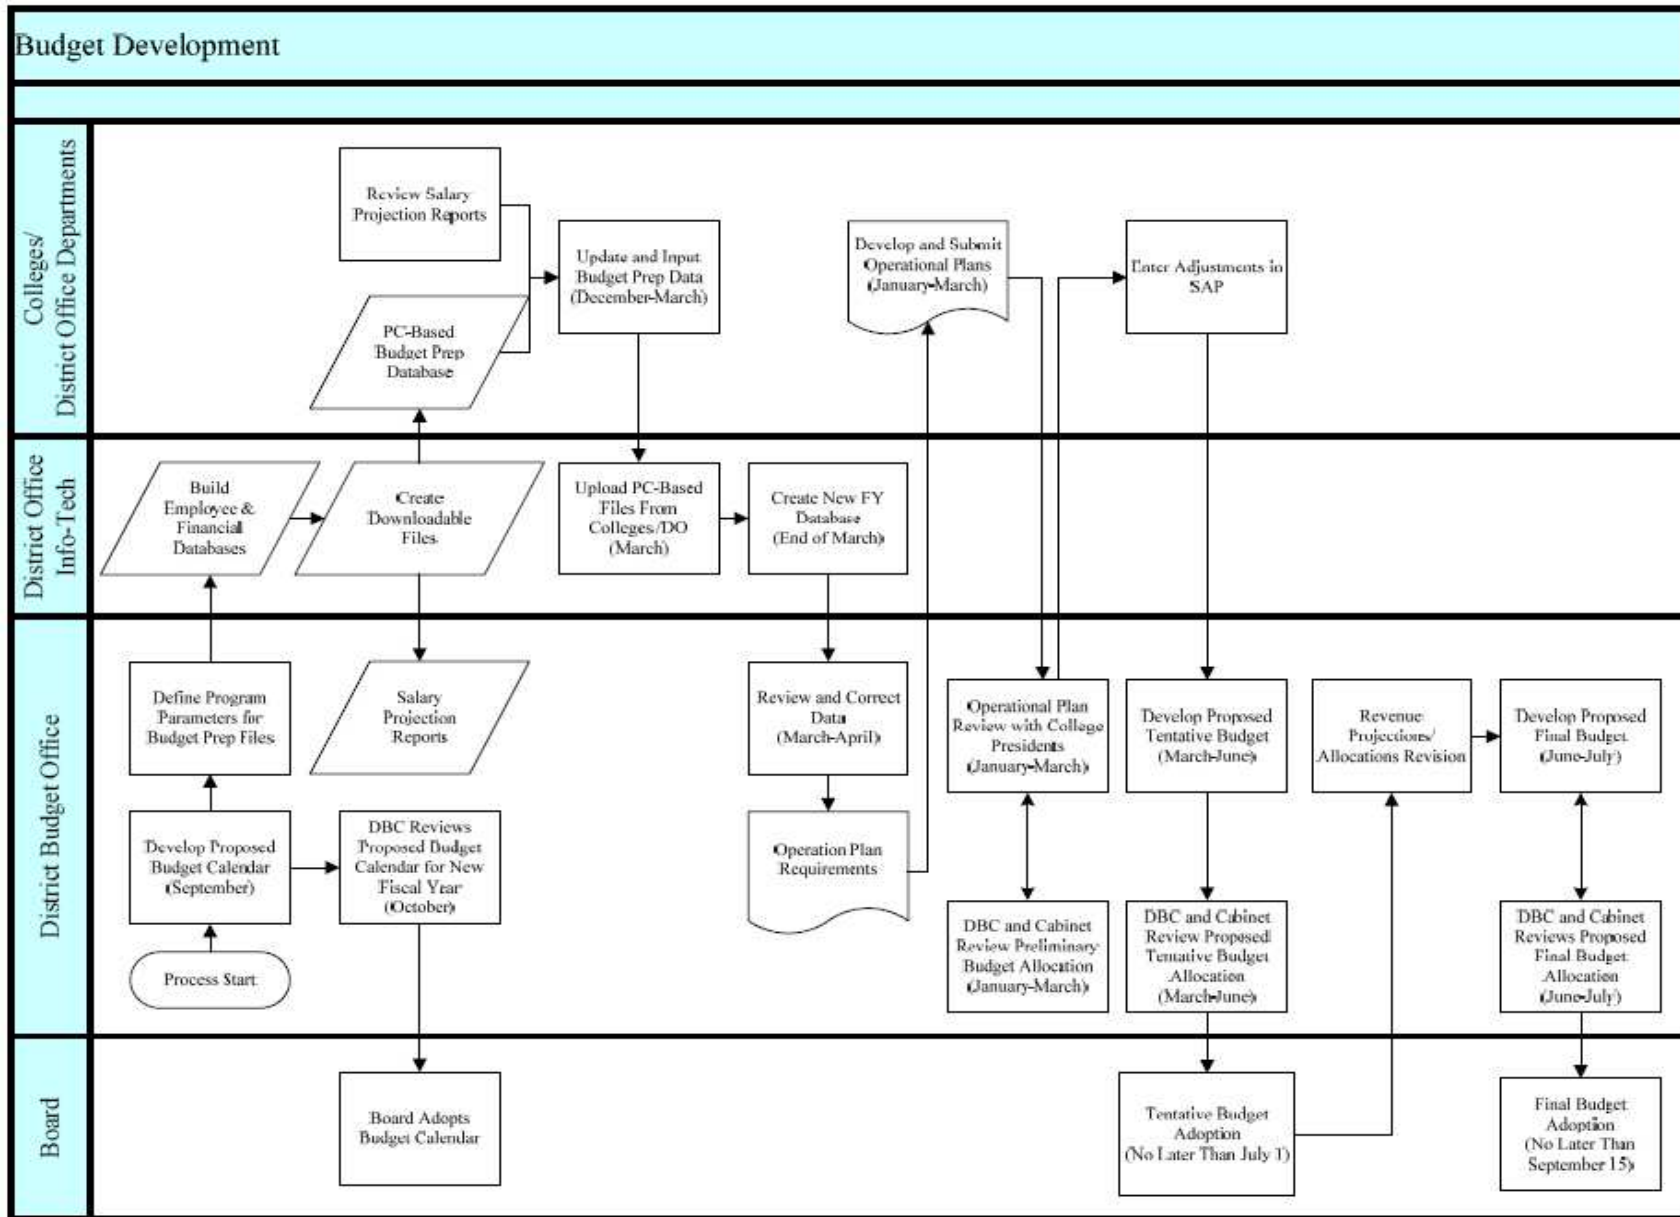 Budget Development
Colleges/
District Office Departments
Review Salary
Projection Reports
PC-Based
Budget Prep
Database
Update and Input
Budget Prep Data
(December-March)
Develop and Submit
Operational Plans
(January-March)
Enter Adjustments in
SAP
District Office
Info-Tech
Build
Employee &
Financial
Databases
Create
Downloadable
Files
Upload PC-Based
Files From
Colleges/DO
(March)
Create New FY
Database
(End of March)
District Budget Office
Define Program
Parameters for
Budget Prep Files
Salary
Projection
Reports
Review and Correct
Data
(March-April)
Operational Plan
Review with College
Presidents
(January-March)
Develop Proposed
Tentative Budget
(March-June)
Revenue
Projections/
Allocations Revision
Develop Proposed
Final Budget
(June-July)
Develop Proposed
Budget Calendar
(September)
DBC Reviews
Proposed Budget
Calendar for New
Fiscal Year
(October)
Operation Plan
Requirements
DBC and Cabinet
Review Preliminary
Budget Allocation
(January-March)
DBC and Cabinet
Review Proposed
Tentative Budget
Allocation
(March-June)
DBC and Cabinet
Reviews Proposed
Final Budget
Allocation
(June-July)
Process Start
Board
Board Adopts
Budget Calendar
Tentative Budget
Adoption
(No Later Than July 1)
Final Budget
Adoption
(No Later Than
September 15)